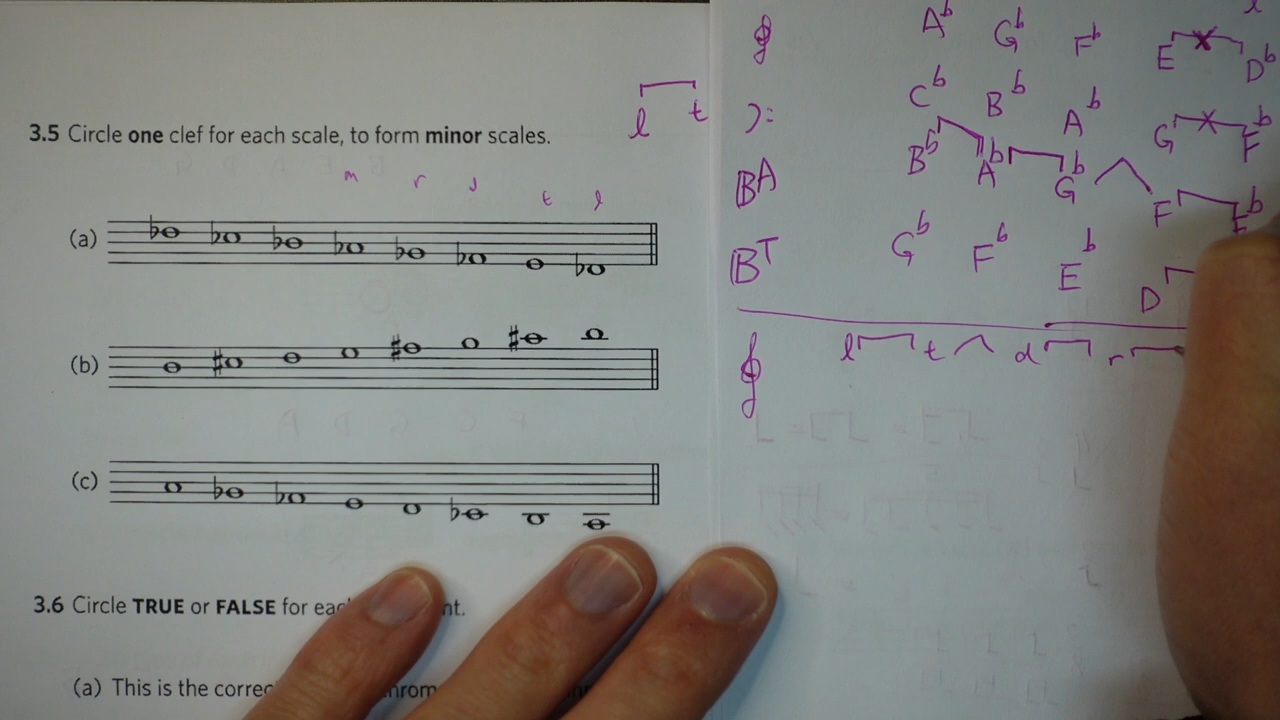 3.5 Circle one clef for each scale, to form minor scales.
l t
m r d t l
(a)
(b)
(c)
3.6 Circle TRUE or FALSE for eac nt.
(a) This is the correc hrom
A♭ G♭ F♭ E D♭
C♭ B♭ A♭ G F♭
B A B♭ A♭ G♭ F E♭
B T G♭ F♭ E♭ D
l t d r